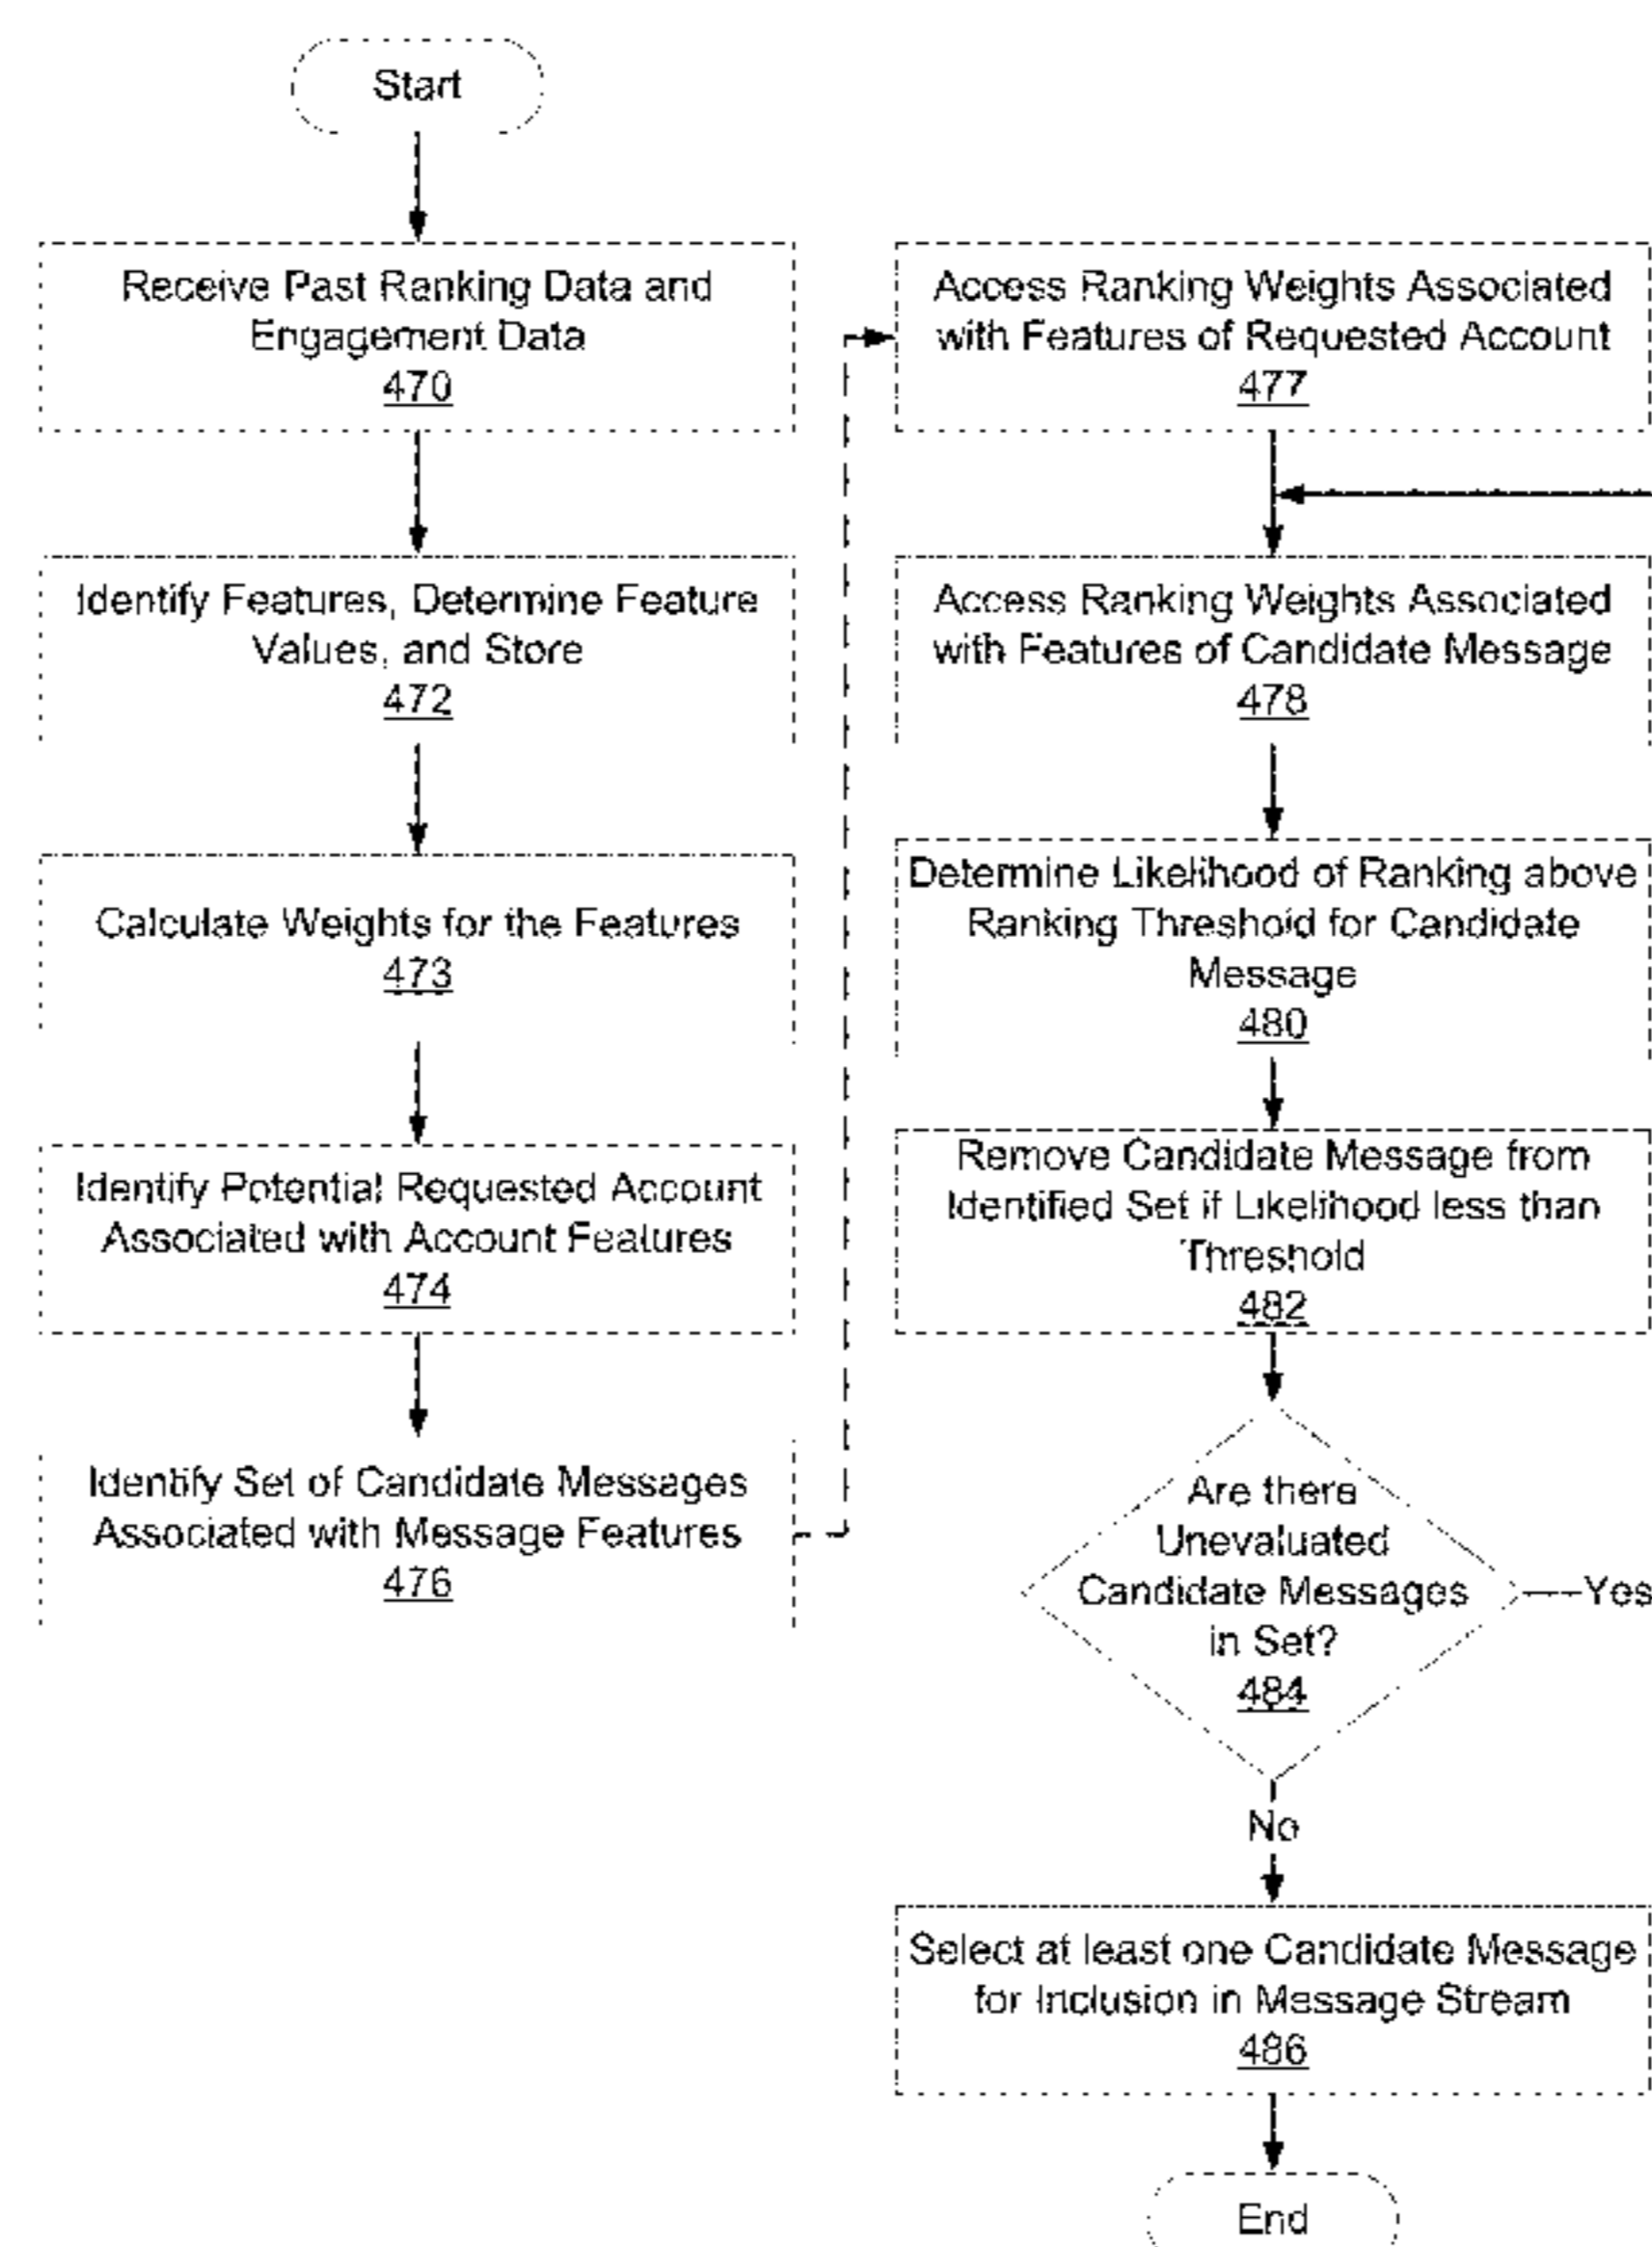 Start
Receive Past Ranking Data and
Engagement Data
470
Identify Features, Determine Feature
Values, and Store
472
Calculate Weights for the Features
473
Identify Potential Requested Account
Associated with Account Features
474
Identify Set of Candidate Messages
Associated with Message Features
476
Access Ranking Weights Associated
with Features of Requested Account
477
Access Ranking Weights Associated
with Features of Candidate Message
478
Determine Likelihood of Ranking above
Ranking Threshold for Candidate
Message
480
Remove Candidate Message from
Identified Set if Likelihood less than
Threshold
482
Are there
Unevaluated
Candidate Messages
in Set?
484
Yes
No
Select at least one Candidate Message
for Inclusion in Message Stream
486
End